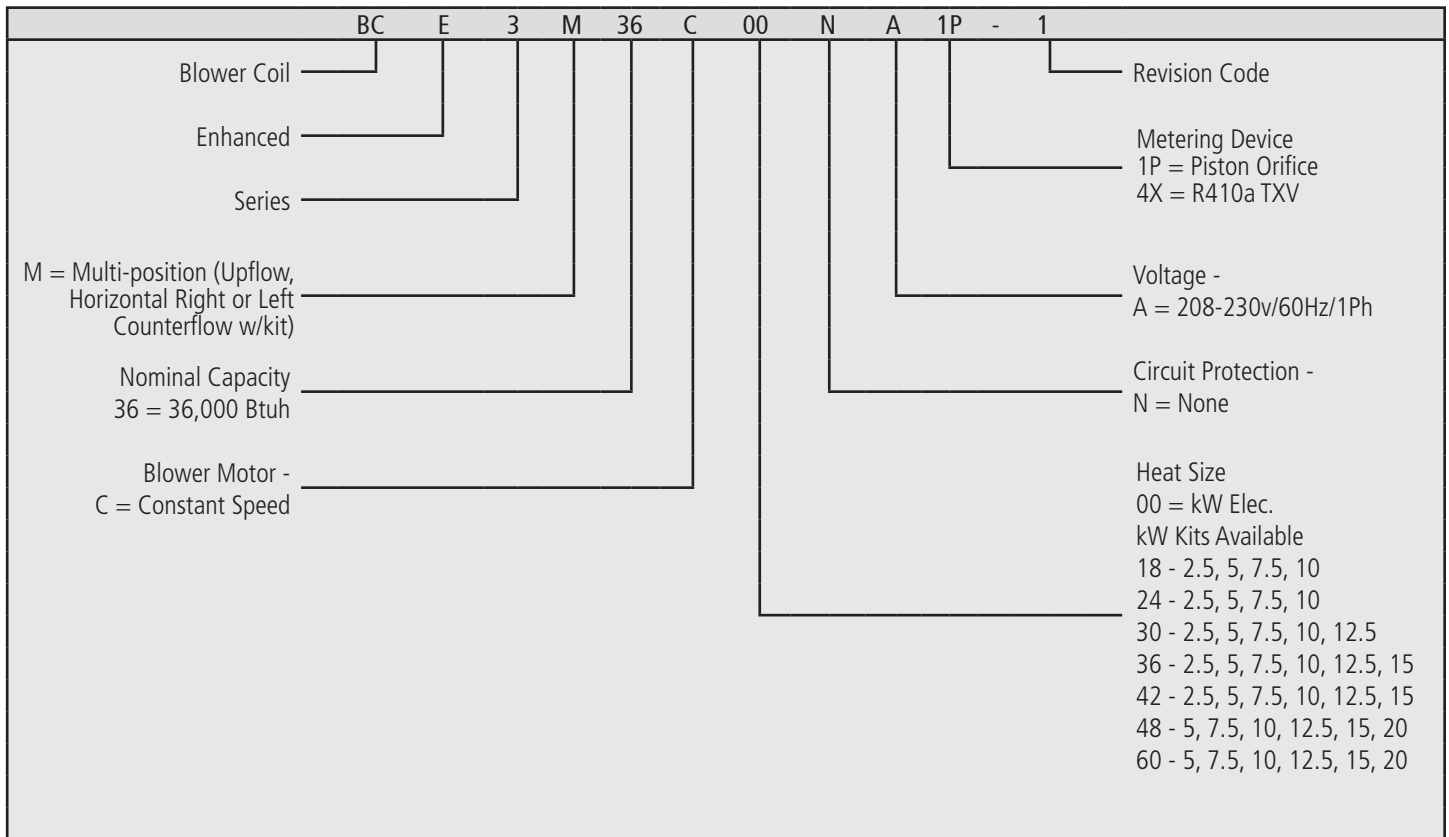 BC E 3 M 36 C 00 N A 1P - 1
Blower Coil
Enhanced
Series
M = Multi-position (Upflow,
Horizontal Right or Left
Counterflow w/kit)
Nominal Capacity
36 = 36,000 Btuh
Blower Motor -
C = Constant Speed
Revision Code
Metering Device
1P = Piston Orifice
4X = R410a TXV
Voltage -
A = 208-230v/60Hz/1Ph
Circuit Protection -
N = None
Heat Size
00 = kW Elec.
kW Kits Available
18 - 2.5, 5, 7.5, 10
24 - 2.5, 5, 7.5, 10
30 - 2.5, 5, 7.5, 10, 12.5
36 - 2.5, 5, 7.5, 10, 12.5, 15
42 - 2.5, 5, 7.5, 10, 12.5, 15
48 - 5, 7.5, 10, 12.5, 15, 20
60 - 5, 7.5, 10, 12.5, 15, 20